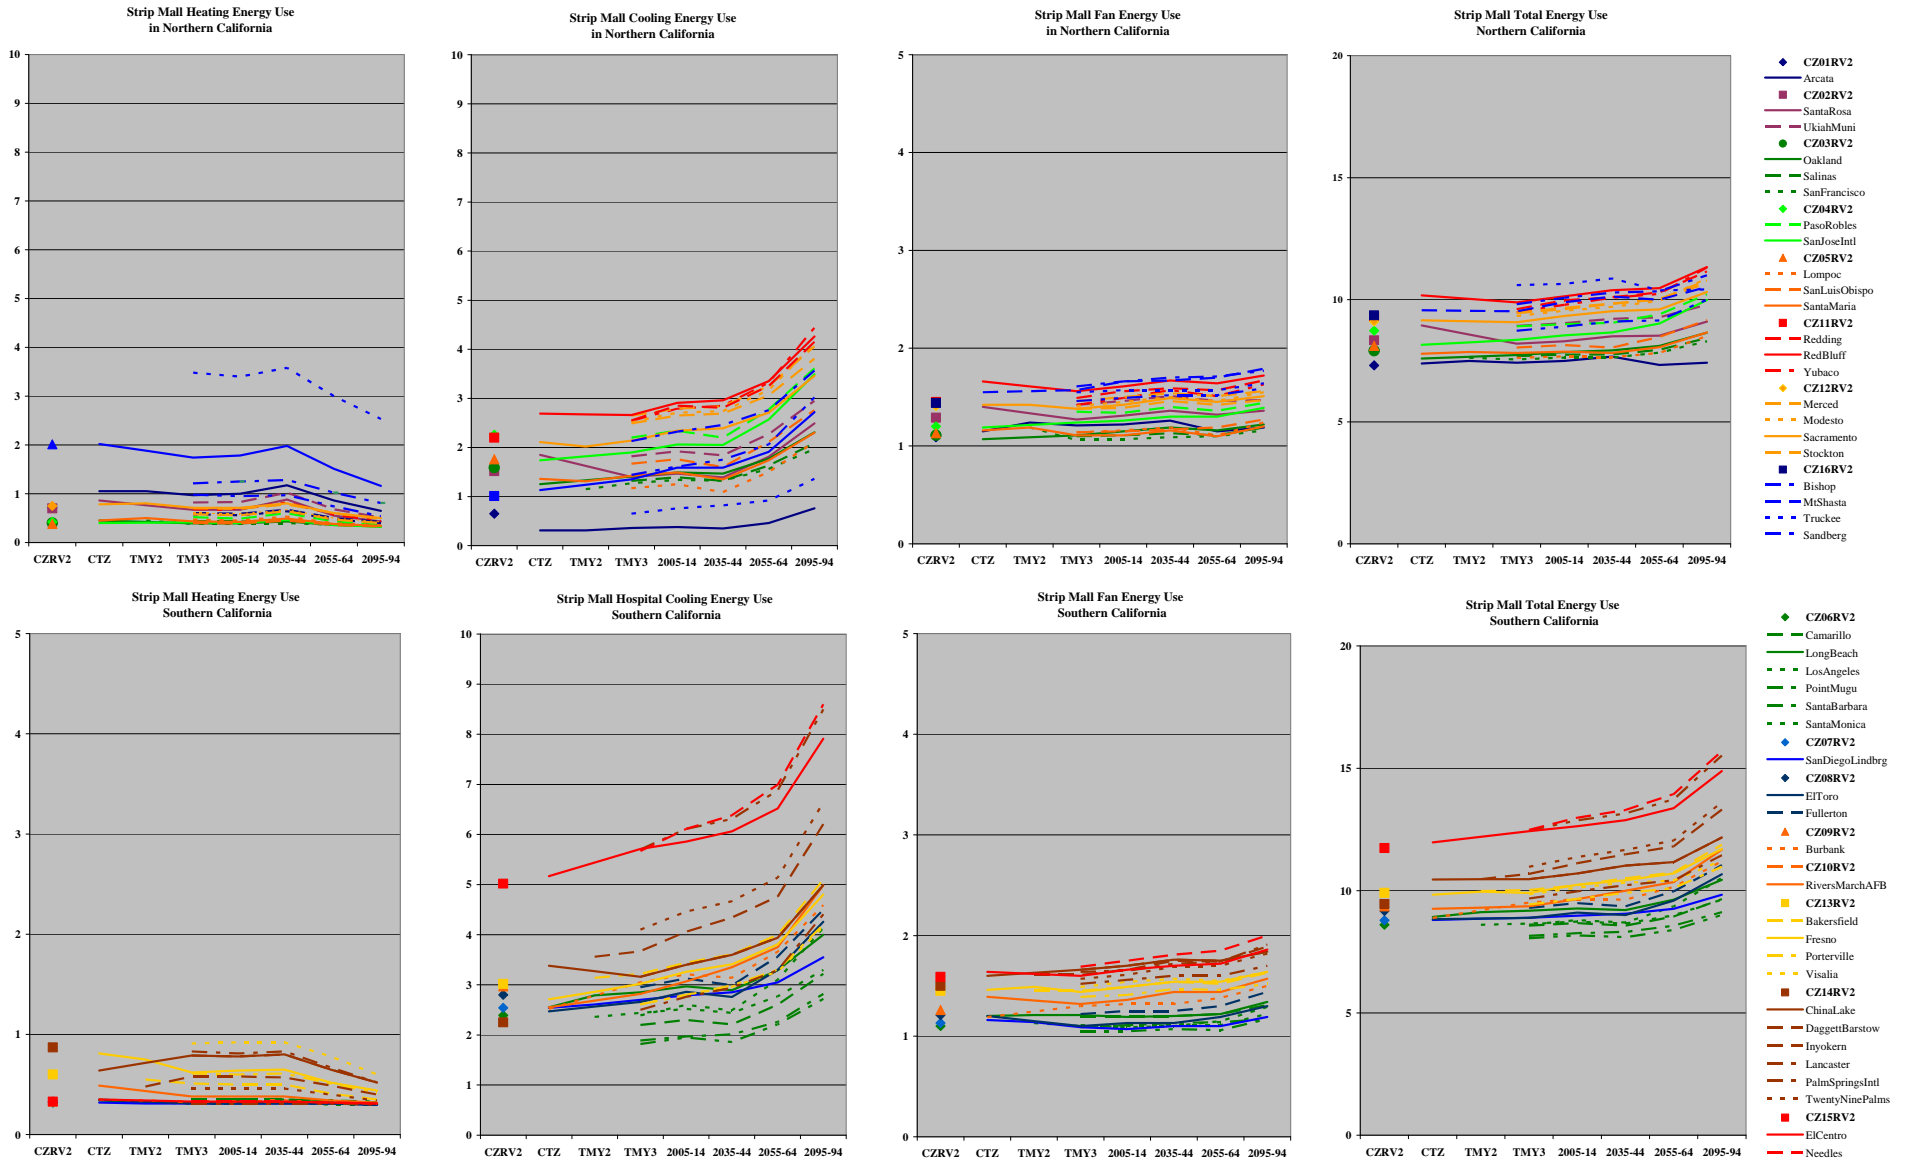 Strip Mall Heating Energy Use
in Northern California
10
9
8
7
6
5
4
3
2
1
0
CZRV2 CTZ TMY2 TMY3 2005-14 2035-44 2055-64 2095-94
Strip Mall Cooling Energy Use
in Northern California
10
9
8
7
6
5
4
3
2
1
0
CZRV2 CTZ TMY2 TMY3 2005-14 2035-44 2055-64 2095-94
Strip Mall Fan Energy Use
in Northern California
5
4
3
2
1
0
CZRV2 CTZ TMY2 TMY3 2005-14 2035-44 2055-64 2095-94
Strip Mall Total Energy Use
Northern California
20
15
10
5
0
CZRV2 CTZ TMY2 TMY3 2005-14 2035-44 2055-64 2095-94
CZ01RV2
Arcata
CZ02RV2
SantaRosa
UkiahMuni
CZ03RV2
Oakland
Salinas
SanFrancisco
CZ04RV2
PasoRobles
SanJoseIntl
CZ05RV2
Lompoc
SanLuisObispo
SantaMaria
CZ11RV2
Redding
RedBluff
Yubaco
CZ12RV2
Merced
Modesto
Sacramento
Stockton
CZ16RV2
Bishop
MtShasta
Truckee
Sandberg
Strip Mall Heating Energy Use
Southern California
5
4
3
2
1
0
CZRV2 CTZ TMY2 TMY3 2005-14 2035-44 2055-64 2095-94
Strip Mall Hospital Cooling Energy Use
Southern California
10
9
8
7
6
5
4
3
2
1
0
CZRV2 CTZ TMY2 TMY3 2005-14 2035-44 2055-64 2095-94
Strip Mall Fan Energy Use
Southern California
5
4
3
2
1
0
CZRV2 CTZ TMY2 TMY3 2005-14 2035-44 2055-64 2095-94
Strip Mall Total Energy Use
Southern California
20
15
10
5
0
CZRV2 CTZ TMY2 TMY3 2005-14 2035-44 2055-64 2095-94
CZ06RV2
Camarillo
LongBeach
LosAngeles
PointMugu
SantaBarbara
SantaMonica
CZ07RV2
SanDiegoLindbrg
CZ08RV2
ElToro
Fullerton
CZ09RV2
Burbank
CZ10RV2
RiversMarchAFB
CZ13RV2
Bakersfield
Fresno
Porterville
Visalia
CZ14RV2
ChinaLake
DaggettBarstow
Inyokern
Lancaster
PalmSpringsIntl
TwentyNinePalms
CZ15RV2
ElCentro
Needles